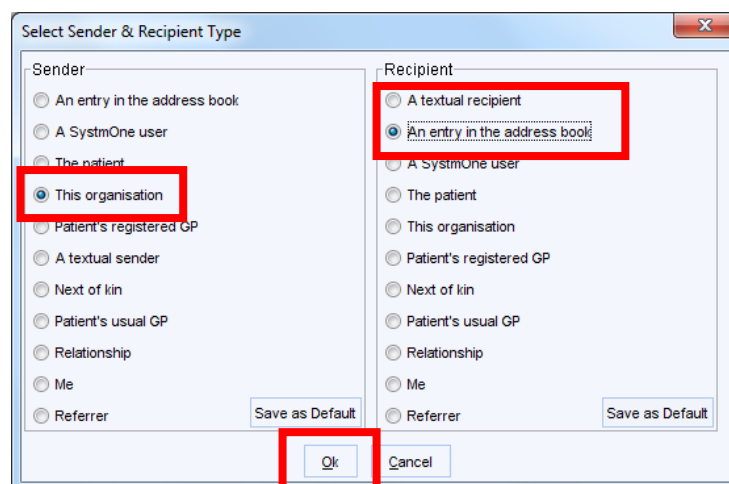 Select Sender & Recipient Type
X
Sender
An entry in the address book
A SystmOne user
The patient
This organisation
Patient's registered GP
A textual sender
Next of kin
Patient's usual GP
Relationship
Me
Referrer
Save as Default
Recipient
A textual recipient
An entry in the address book
A SystmOne user
The patient
This organisation
Patient's registered GP
Next of kin
Patient's usual GP
Relationship
Me
Referrer
Save as Default
Ok
Cancel